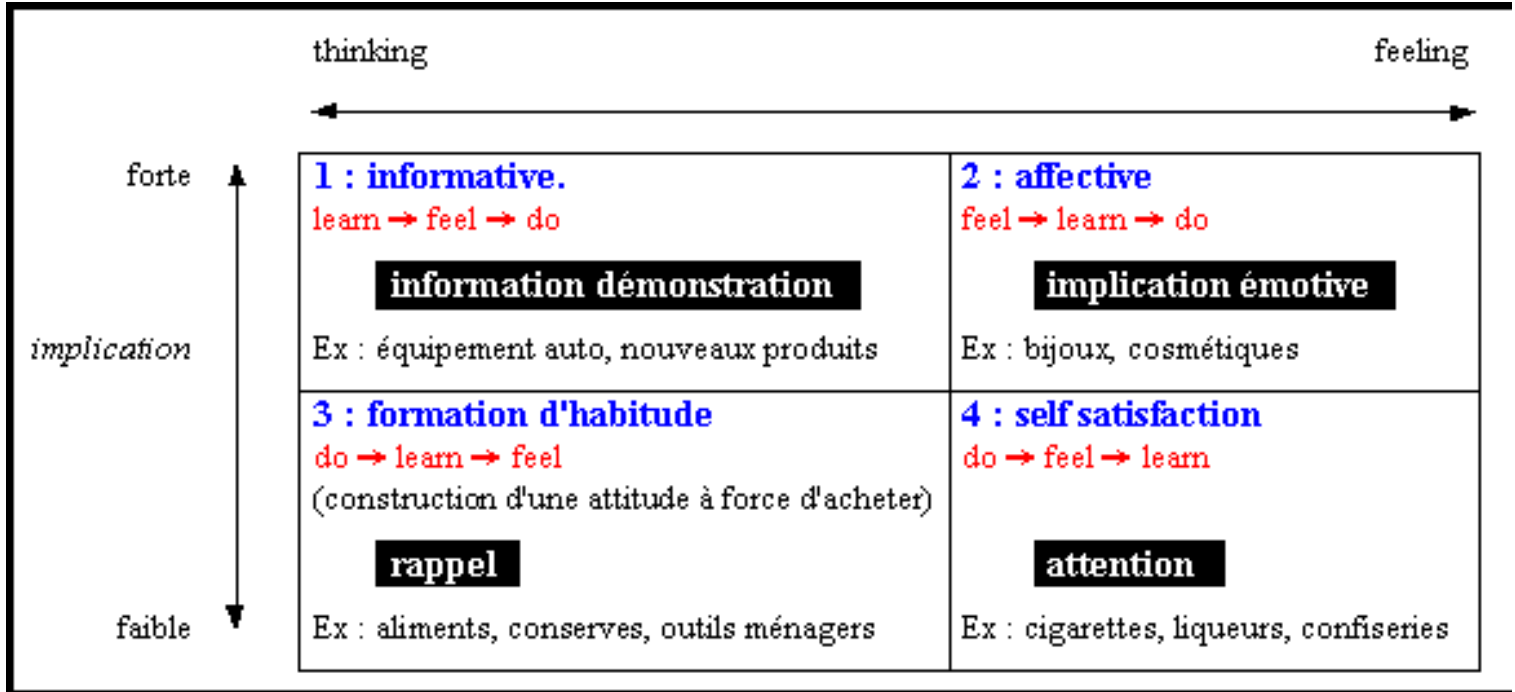 thinking feeling
forte
implication
faible
1 : informative.
learn → feel → do
information démonstration
Ex : équipement auto, nouveaux produits
2 : affective
feel → learn → do
implication émotive
Ex : bijoux, cosmétiques
3 : formation d'habitude
do → learn → feel
(construction d'une attitude à force d'acheter)
rappel
Ex : aliments, conserves, outils ménagers
4 : self satisfaction
do → feel → learn
attention
Ex : cigarettes, liqueurs, confiseries